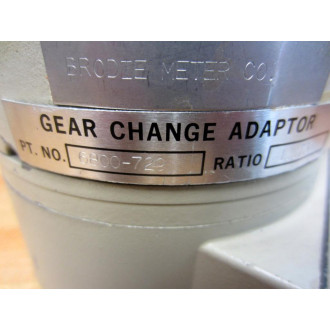 BRODIE METER CO.
GEAR CHANGE ADAPTOR
PT. NO. RATIO